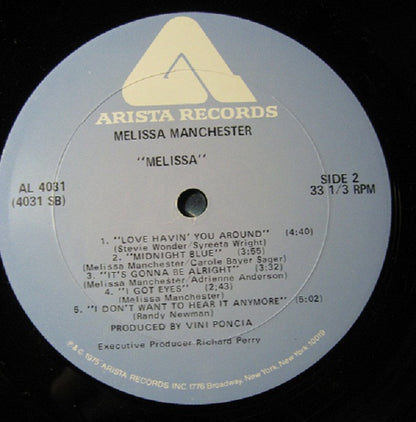 ARISTA RECORDS
MELISSA MANCHESTER
"MELISSA"
AL 4031
(4031 SB)
SIDE 2
33 1/3 RPM
1. "LOVE HAVIN' YOU AROUND" (4:40)
(Stevie Wonder/Syreeta Wright)
2. "MIDNIGHT BLUE" (3:55)
(Melissa Manchester/Carole Bayer Sager)
3. "IT'S GONNA BE ALRIGHT" (3:32)
(Melissa Manchester/Adrienne Anderson)
4. "I GOT EYES" (2:43)
(Melissa Manchester)
5. "I DON'T WANT TO HEAR IT ANYMORE" (5:02)
(Randy Newman)
PRODUCED BY VINI PONCIA
Executive Producer Richard Perry
P & C 1975 ARISTA RECORDS INC. 1776 Broadway, New York, New York 10019